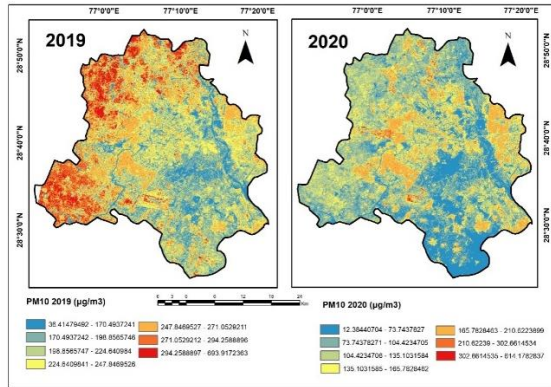 77°0'0"E 77°10'0"E 77°20'0"E 77°0'0"E 77°10'0"E 77°20'0"E
2019 N 2020 N
28°50'0"N 28°50'0"N
28°40'0"N 28°40'0"N
28°30'0"N 28°30'0"N
PM10 2019 (µg/m3)
36.41479492 - 170.4937241
170.4937242 - 198.8565746
198.8565747 - 224.640984
224.6409841 - 247.8469526
247.8469527 - 271.0529211
271.0529212 - 294.2588896
294.2588897 - 693.9172363
Km
PM10 2020 (µg/m3)
12.38440704 - 73.7437827
73.74378271 - 104.4234705
104.4234706 - 135.1031584
135.1031585 - 165.7828462
165.7828463 - 210.6223899
210.62239 - 302.6614534
302.6614535 - 614.1782837